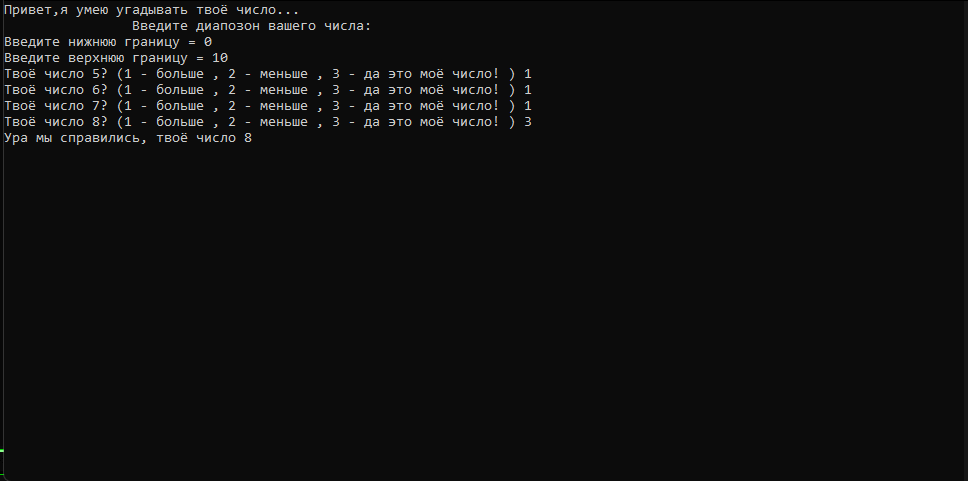 Привет,я умею угадывать твоё число...
Введите диапозон вашего числа:
Введите нижнюю границу = 0
Введите верхнюю границу = 10
Твоё число 5? (1 - больше , 2 - меньше , 3 - да это моё число! ) 1
Твоё число 6? (1 - больше , 2 - меньше , 3 - да это моё число! ) 1
Твоё число 7? (1 - больше , 2 - меньше , 3 - да это моё число! ) 1
Твоё число 8? (1 - больше , 2 - меньше , 3 - да это моё число! ) 3
Ура мы справились, твоё число 8